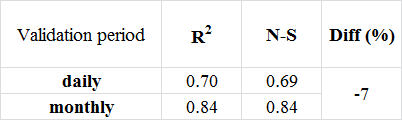 Validation period R² N-S Diff (%)
daily 0.70 0.69 -7
monthly 0.84 0.84